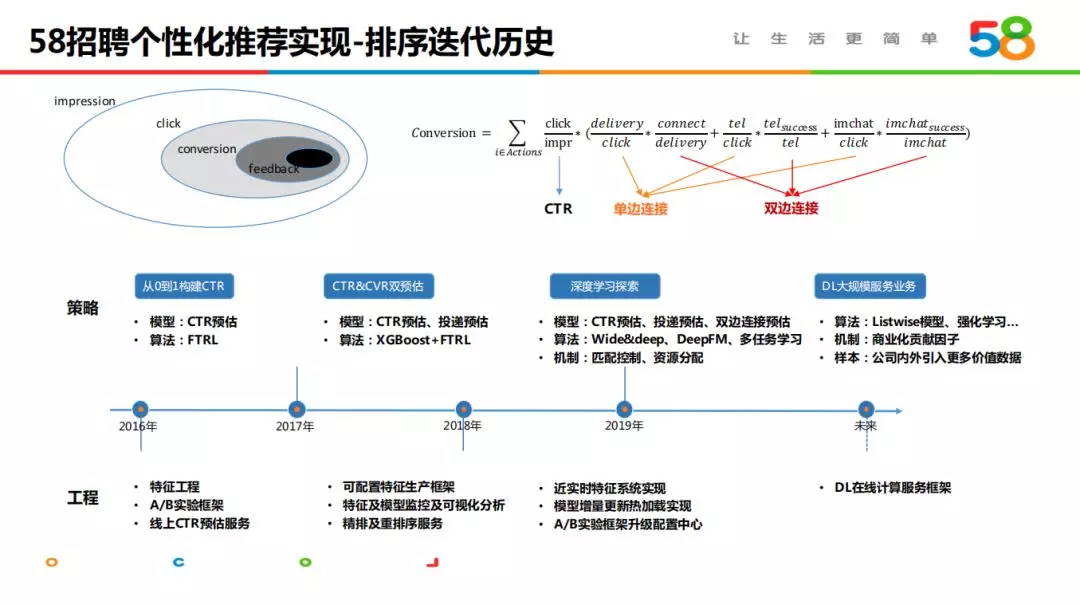 58招聘个性化推荐实现-排序迭代历史
让 生 活 更 简 单
58
impression
click
conversion
feedback
Conversion = ∑ i∈Actions click/impr * (delivery/click * connect/delivery + tel/click * tel_success/tel + imchat/click * imchat_success/imchat)
CTR
单边连接
双边连接
策略
从0到1构建CTR
• 模型：CTR预估
• 算法：FTRL
CTR&CVR双预估
• 模型：CTR预估、投递预估
• 算法：XGBoost+FTRL
深度学习探索
• 模型：CTR预估、投递预估、双边连接预估
• 算法：Wide&deep、DeepFM、多任务学习
• 机制：匹配控制、资源分配
DL大规模服务业务
• 算法：Listwise模型、强化学习...
• 机制：商业化贡献因子
• 样本：公司内外引入更多价值数据
2016年
2017年
2018年
2019年
未来
工程
• 特征工程
• A/B实验框架
• 线上CTR预估服务
• 可配置特征生产框架
• 特征及模型监控及可视化分析
• 精排及重排序服务
• 近实时特征系统实现
• 模型增量更新热加载实现
• A/B实验框架升级配置中心
• DL在线计算服务框架